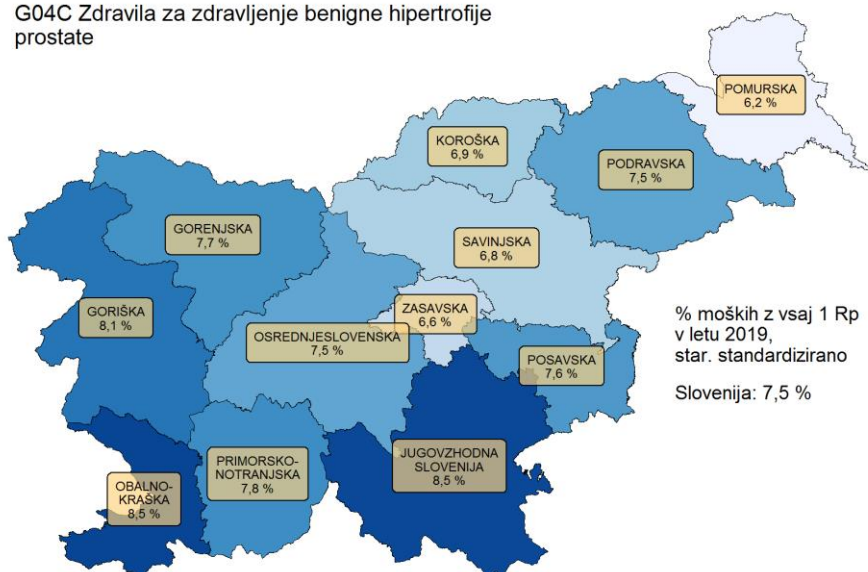 G04C Zdravila za zdravljenje benigne hipertrofije
prostate
POMURSKA
6,2 %
KOROŠKA
6,9 %
PODRAVSKA
7,5 %
GORENJSKA
7,7 %
SAVINJSKA
6,8 %
GORIŠKA
8,1 %
ZASAVSKA
6,6 %
OSREDNJESLOVENSKA
7,5 %
POSAVSKA
7,6 %
% moških z vsaj 1 Rp
v letu 2019,
star. standardizirano
Slovenija: 7,5 %
OBALNO-
KRAŠKA
8,5 %
PRIMORSKO-
NOTRANJSKA
7,8 %
JUGOVZHODNA
SLOVENIJA
8,5 %